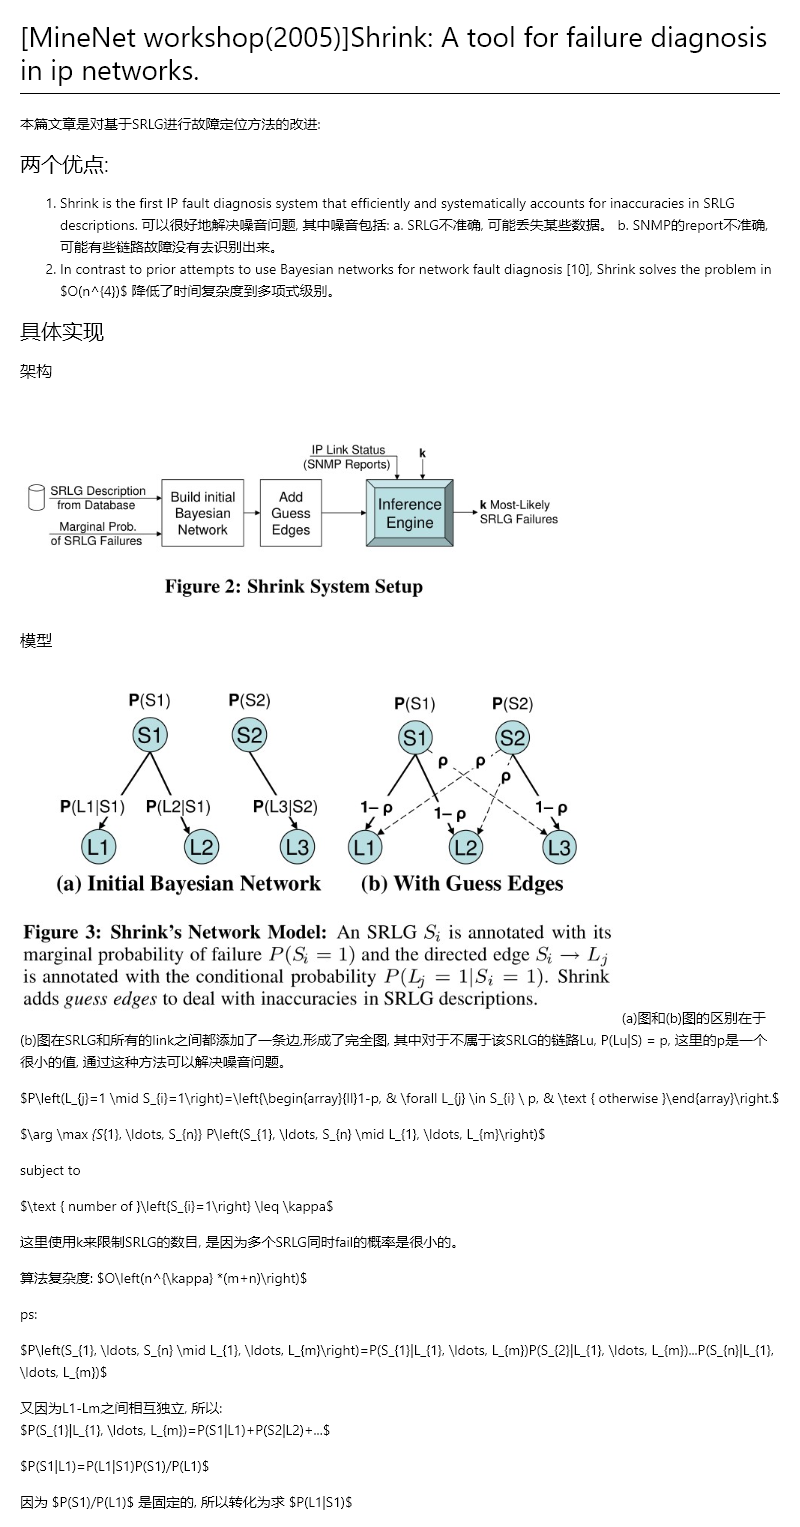 [MineNet workshop(2005)]Shrink: A tool for failure diagnosis
in ip networks.
本篇文章是对基于SRLG进行故障定位方法的改进:
两个优点:
1. Shrink is the first IP fault diagnosis system that efficiently and systematically accounts for inaccuracies in SRLG
descriptions. 可以很好地解决噪音问题, 其中噪音包括: a. SRLG不准确, 可能丢失某些数据。 b. SNMP的report不准确,
可能有些链路故障没有去识别出来。
2. In contrast to prior attempts to use Bayesian networks for network fault diagnosis [10], Shrink solves the problem in
$O(n^{4})$ 降低了时间复杂度到多项式级别。
具体实现
架构
IP Link Status
(SNMP Reports)
k
SRLG Description
from Database
Marginal Prob.
of SRLG Failures
Build initial
Bayesian
Network
Add
Guess
Edges
Inference
Engine
k Most-Likely
SRLG Failures
Figure 2: Shrink System Setup
模型
P(S1) P(S2) P(S1) P(S2)
S1 S2 S1 S2
ρ ρ
ρ
P(L1|S1) P(L2|S1) P(L3|S2) 1– ρ 1– ρ 1– ρ
L1 L2 L3 L1 L2 L3
(a) Initial Bayesian Network (b) With Guess Edges
Figure 3: Shrink's Network Model: An SRLG Si is annotated with its
marginal probability of failure P(Si = 1) and the directed edge Si → Lj
is annotated with the conditional probability P(Lj = 1|Si = 1). Shrink
adds guess edges to deal with inaccuracies in SRLG descriptions.
(a)图和(b)图的区别在于
(b)图在SRLG和所有的link之间都添加了一条边,形成了完全图, 其中对于不属于该SRLG的链路Lu, P(Lu|S) = p, 这里的p是一个
很小的值, 通过这种方法可以解决噪音问题。
$P\left(L_{j}=1 \mid S_{i}=1\right)=\left{\begin{array}{ll}1-p, & \forall L_{j} \in S_{i} \ p, & \text { otherwise }\end{array}\right.$
$\arg \max {S{1}, \ldots, S_{n}} P\left(S_{1}, \ldots, S_{n} \mid L_{1}, \ldots, L_{m}\right)$
subject to
$\text { number of }\left{S_{i}=1\right} \leq \kappa$
这里使用k来限制SRLG的数目, 是因为多个SRLG同时fail的概率是很小的。
算法复杂度: $O\left(n^{\kappa} *(m+n)\right)$
ps:
$P\left(S_{1}, \ldots, S_{n} \mid L_{1}, \ldots, L_{m}\right)=P(S_{1}|L_{1}, \ldots, L_{m})P(S_{2}|L_{1}, \ldots, L_{m})...P(S_{n}|L_{1},
\ldots, L_{m})$
又因为L1-Lm之间相互独立, 所以:
$P(S_{1}|L_{1}, \ldots, L_{m})=P(S1|L1)+P(S2|L2)+...$
$P(S1|L1)=P(L1|S1)P(S1)/P(L1)$
因为 $P(S1)/P(L1)$ 是固定的, 所以转化为求 $P(L1|S1)$